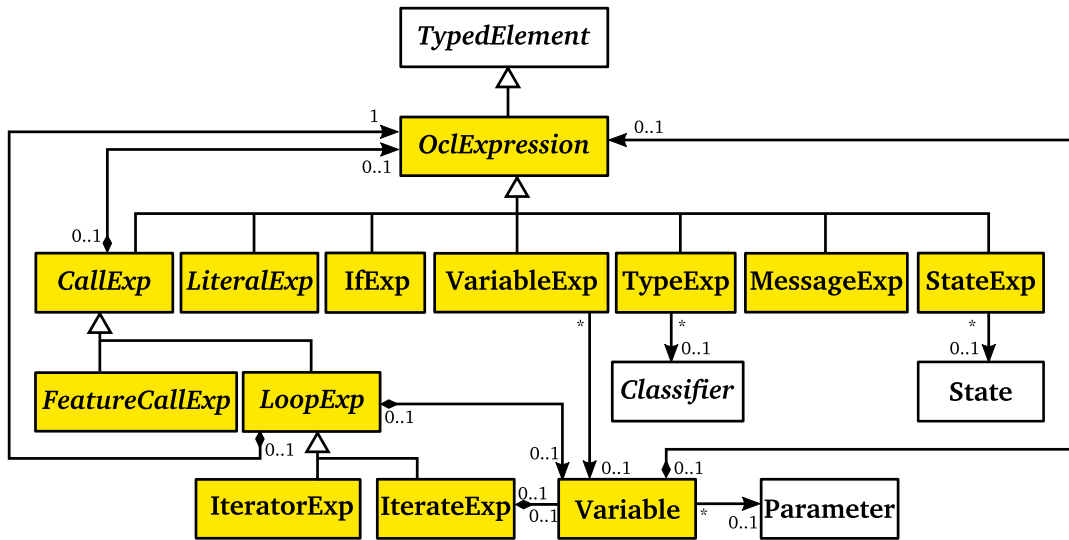 TypedElement
1
0..1
OclExpression
0..1
0..1
CallExp
LiteralExp
IfExp
VariableExp
TypeExp
MessageExp
StateExp
*
*
0..1
*
0..1
FeatureCallExp
LoopExp
Classifier
State
0..1
0..1
0..1
0..1
0..1
IteratorExp
IterateExp
0..1
0..1
Variable
*
0..1
Parameter